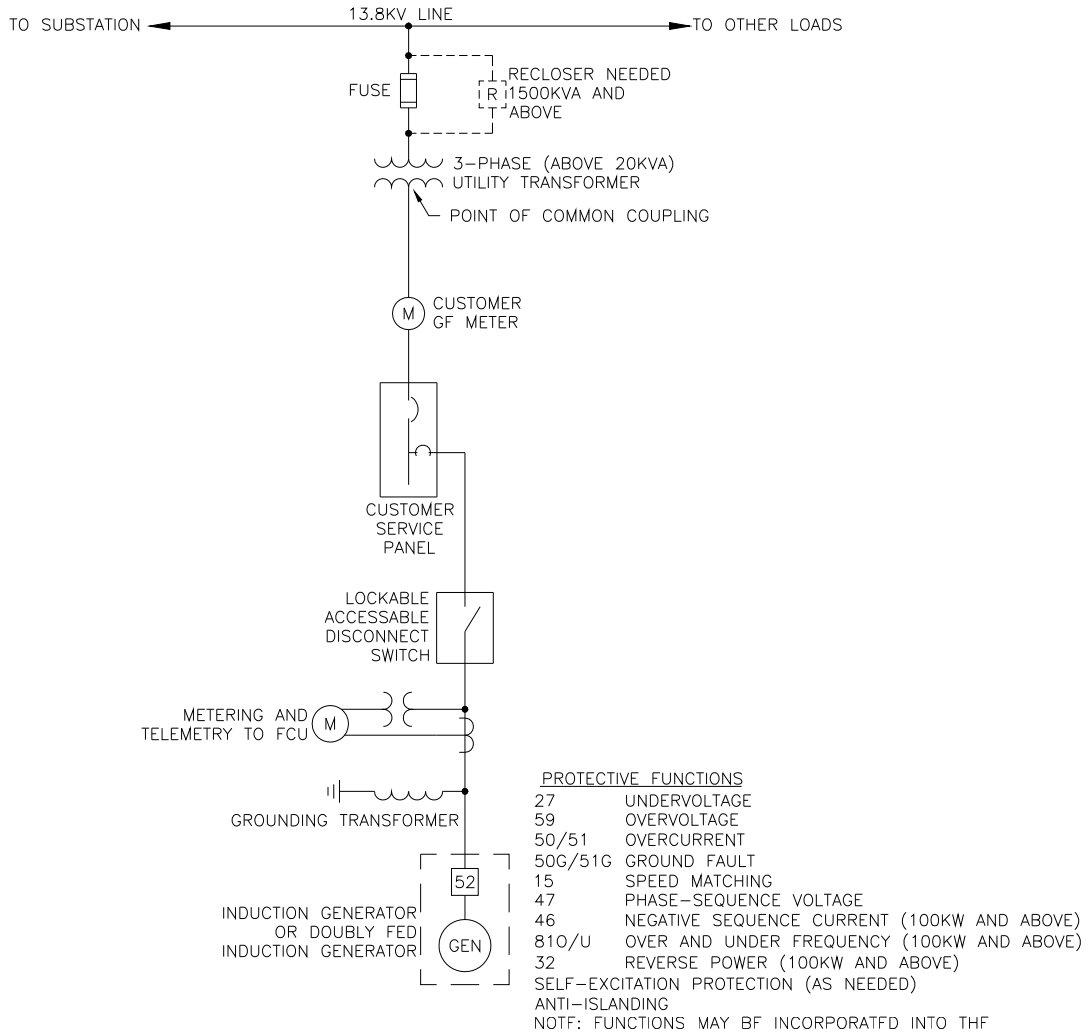 13.8KV LINE
TO SUBSTATION
TO OTHER LOADS
FUSE
R
RECLOSER NEEDED
1500KVA AND
ABOVE
3-PHASE (ABOVE 20KVA)
UTILITY TRANSFORMER
POINT OF COMMON COUPLING
M
CUSTOMER
GF METER
CUSTOMER
SERVICE
PANEL
LOCKABLE
ACCESSABLE
DISCONNECT
SWITCH
METERING AND
TELEMETRY TO FCU
M
GROUNDING TRANSFORMER
52
INDUCTION GENERATOR
OR DOUBLY FED
INDUCTION GENERATOR
GEN
PROTECTIVE FUNCTIONS
27 UNDERVOLTAGE
59 OVERVOLTAGE
50/51 OVERCURRENT
50G/51G GROUND FAULT
15 SPEED MATCHING
47 PHASE-SEQUENCE VOLTAGE
46 NEGATIVE SEQUENCE CURRENT (100KW AND ABOVE)
81O/U OVER AND UNDER FREQUENCY (100KW AND ABOVE)
32 REVERSE POWER (100KW AND ABOVE)
SELF-EXCITATION PROTECTION (AS NEEDED)
ANTI-ISLANDING
NOTE: FUNCTIONS MAY BE INCORPORATED INTO THE